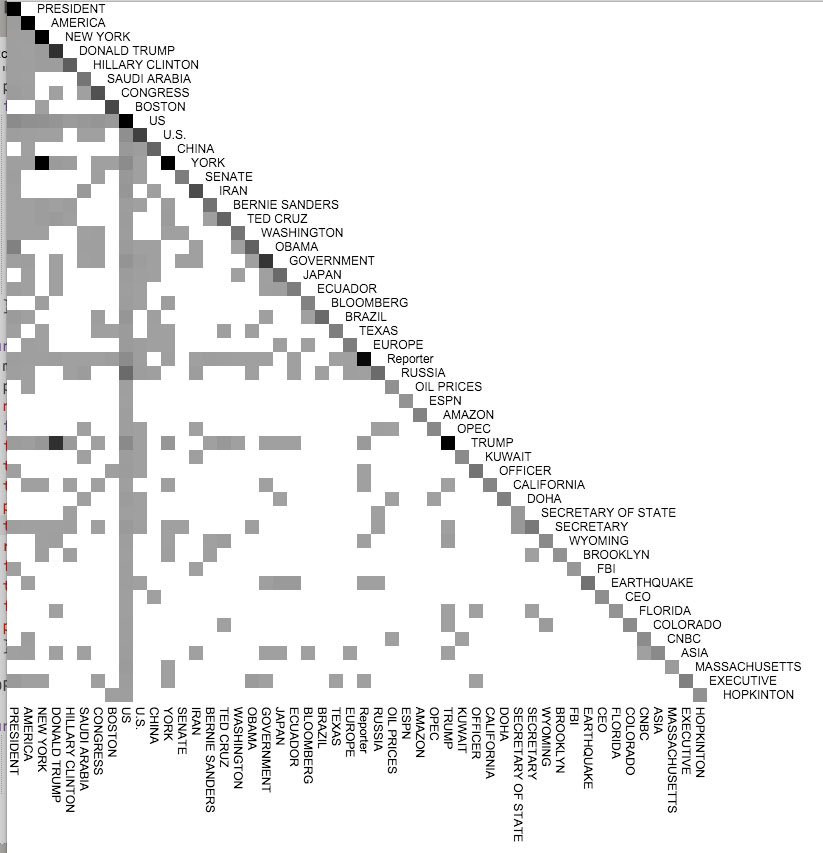 PRESIDENT
AMERICA
NEW YORK
DONALD TRUMP
HILLARY CLINTON
SAUDI ARABIA
CONGRESS
BOSTON
US
U.S.
CHINA
YORK
SENATE
IRAN
BERNIE SANDERS
TED CRUZ
WASHINGTON
OBAMA
GOVERNMENT
JAPAN
ECUADOR
BLOOMBERG
BRAZIL
TEXAS
EUROPE
Reporter
RUSSIA
OIL PRICES
ESPN
AMAZON
OPEC
TRUMP
KUWAIT
OFFICER
CALIFORNIA
DOHA
SECRETARY OF STATE
SECRETARY
WYOMING
BROOKLYN
FBI
EARTHQUAKE
CEO
FLORIDA
COLORADO
CNBC
ASIA
MASSACHUSETTS
EXECUTIVE
HOPKINTON
PRESIDENT
AMERICA
NEW YORK
DONALD TRUMP
HILLARY CLINTON
SAUDI ARABIA
CONGRESS
BOSTON
US
U.S.
CHINA
YORK
SENATE
IRAN
BERNIE SANDERS
TED CRUZ
WASHINGTON
OBAMA
GOVERNMENT
JAPAN
ECUADOR
BLOOMBERG
BRAZIL
TEXAS
EUROPE
Reporter
RUSSIA
OIL PRICES
ESPN
AMAZON
OPEC
TRUMP
KUWAIT
OFFICER
CALIFORNIA
DOHA
SECRETARY OF STATE
SECRETARY
WYOMING
BROOKLYN
FBI
EARTHQUAKE
CEO
FLORIDA
COLORADO
CNBC
ASIA
MASSACHUSETTS
EXECUTIVE
HOPKINTON